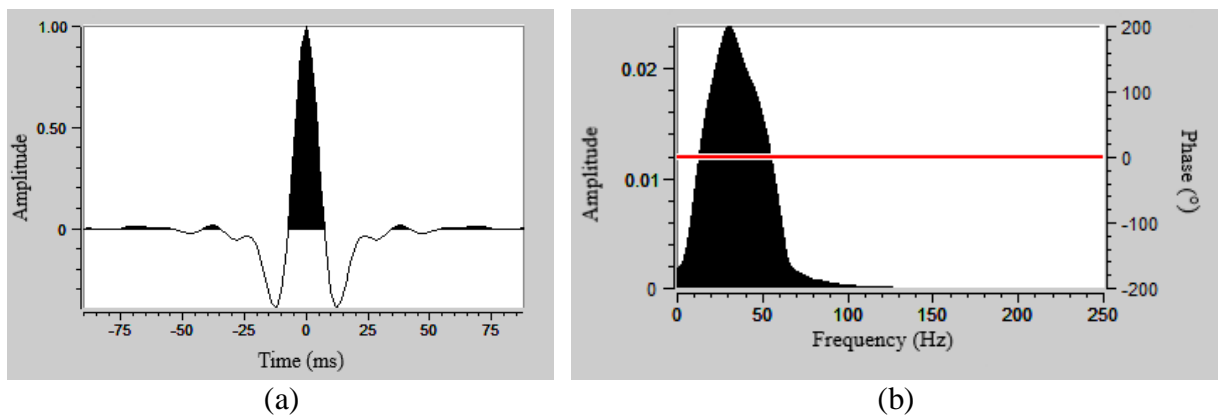 1.00
0.50
0
Amplitude
-75 -50 -25 0 25 50 75
Time (ms)
(a)
0.02
0.01
0
Amplitude
200
100
0
-100
-200
Phase (°)
0 50 100 150 200 250
Frequency (Hz)
(b)